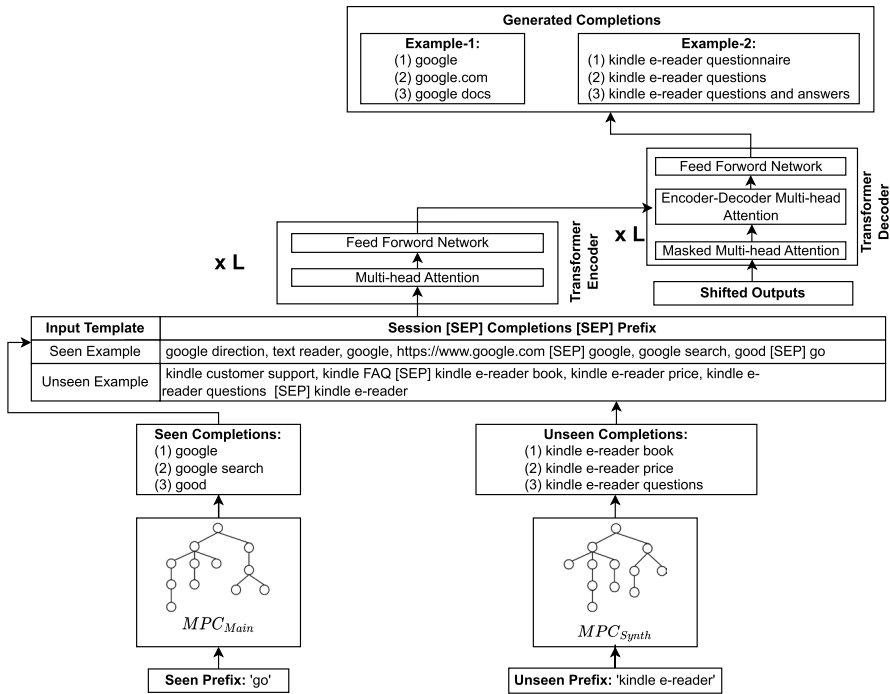 Generated Completions
Example-1:
(1) google
(2) google.com
(3) google docs
Example-2:
(1) kindle e-reader questionnaire
(2) kindle e-reader questions
(3) kindle e-reader questions and answers
Feed Forword Network
Encoder-Decoder Multi-head
Attention
Masked Multi-head Attention
Transformer
Decoder
x L
Shifted Outputs
Feed Forword Network
Multi-head Attention
Transformer
Encoder
x L
Input Template
Session [SEP] Completions [SEP] Prefix
Seen Example
google direction, text reader, google, https://www.google.com [SEP] google, google search, good [SEP] go
Unseen Example
kindle customer support, kindle FAQ [SEP] kindle e-reader book, kindle e-reader price, kindle e-
reader questions [SEP] kindle e-reader
Seen Completions:
(1) google
(2) google search
(3) good
Unseen Completions:
(1) kindle e-reader book
(2) kindle e-reader price
(3) kindle e-reader questions
MPC_Main
MPC_Synth
Seen Prefix: 'go'
Unseen Prefix: 'kindle e-reader'